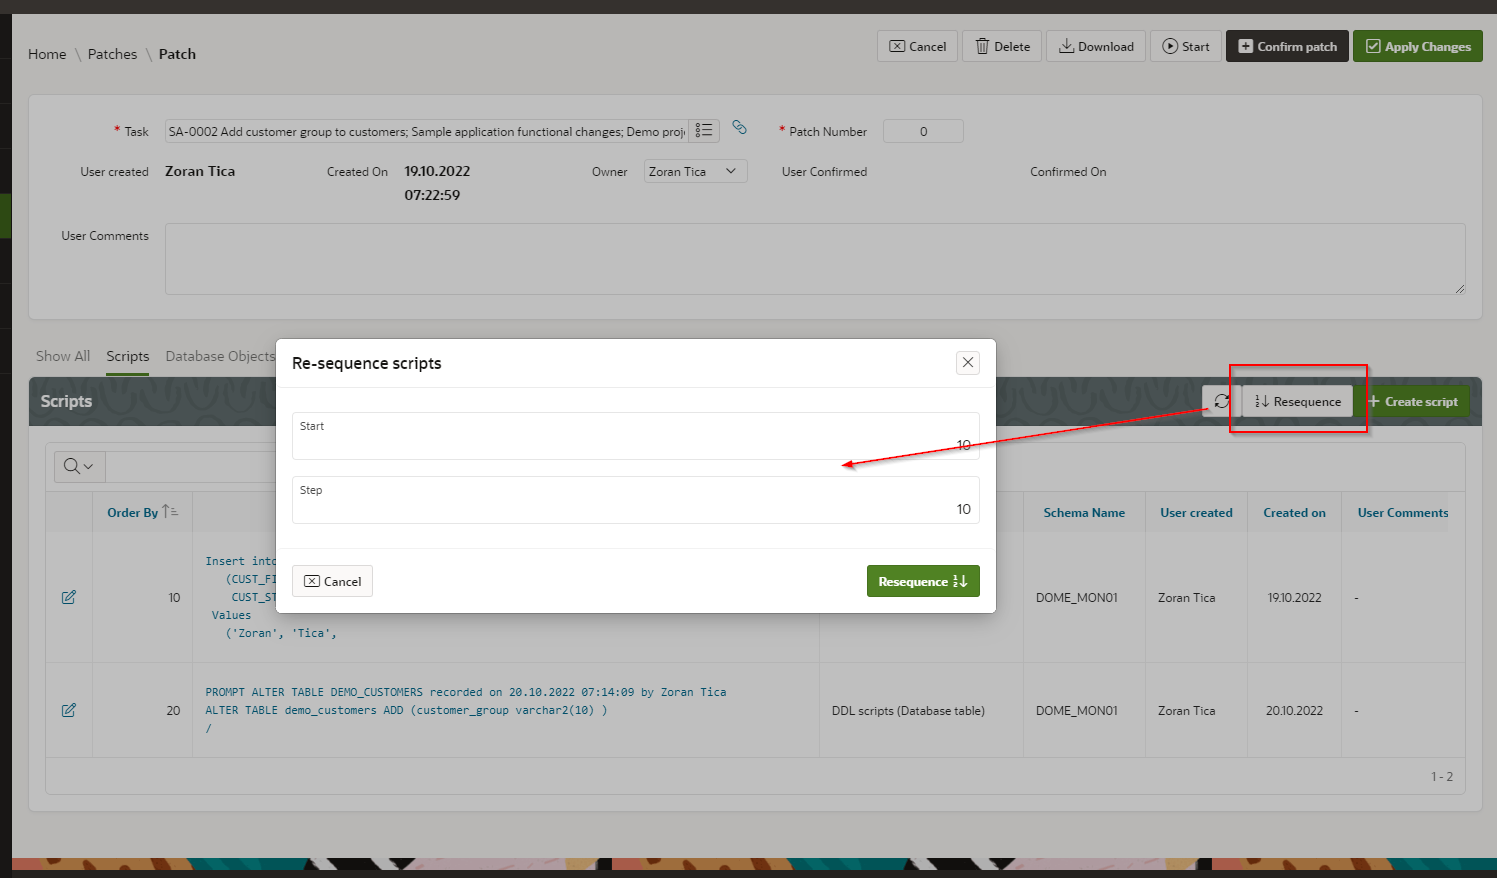 Home \ Patches \ Patch
Cancel Delete Download Start Confirm patch Apply Changes
* Task SA-0002 Add customer group to customers; Sample application functional changes; Demo proj * Patch Number 0
User created Zoran Tica Created On 19.10.2022 07:22:59 Owner Zoran Tica User Confirmed Confirmed On
User Comments
Show All Scripts Database Objects
Scripts
Resequence
+ Create script
Re-sequence scripts
Start
10
Step
10
Cancel Resequence
Order By Schema Name User created Created on User Comments
Insert into
(CUST_FI
10 CUST_ST DOME_MON01 Zoran Tica 19.10.2022 -
Values
('Zoran', 'Tica',
PROMPT ALTER TABLE DEMO_CUSTOMERS recorded on 20.10.2022 07:14:09 by Zoran Tica
20 ALTER TABLE demo_customers ADD (customer_group varchar2(10) ) DDL scripts (Database table) DOME_MON01 Zoran Tica 20.10.2022 -
/
1 - 2